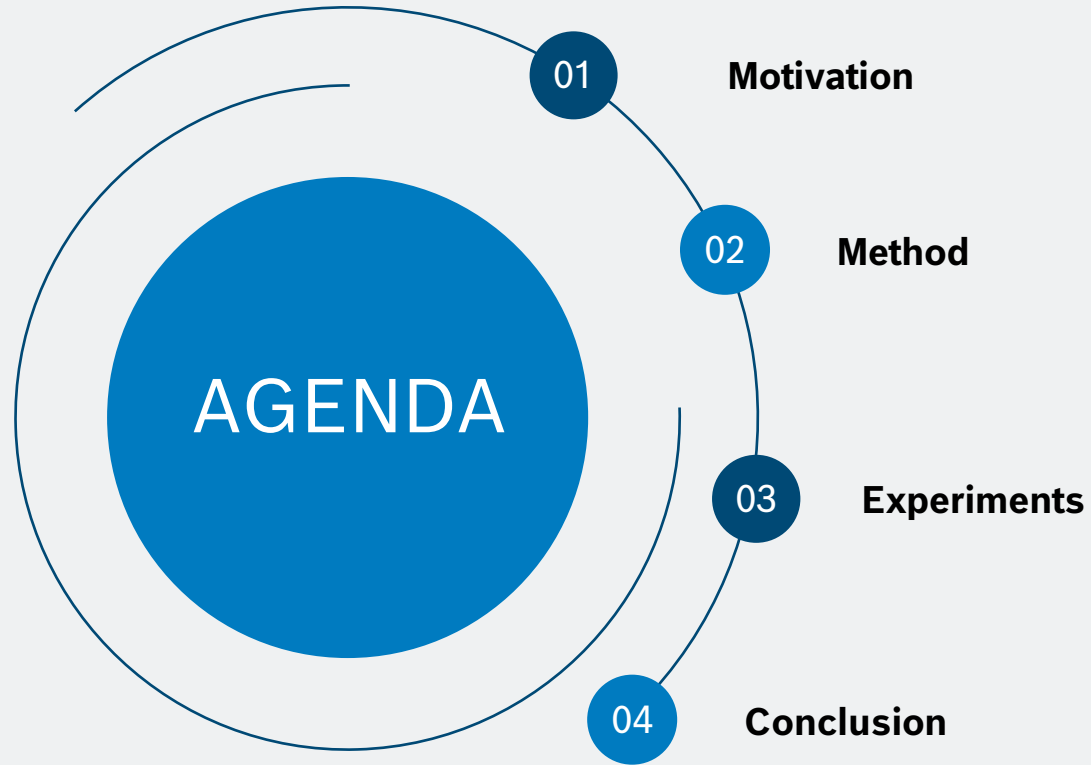 AGENDA
01 Motivation
02 Method
03 Experiments
04 Conclusion